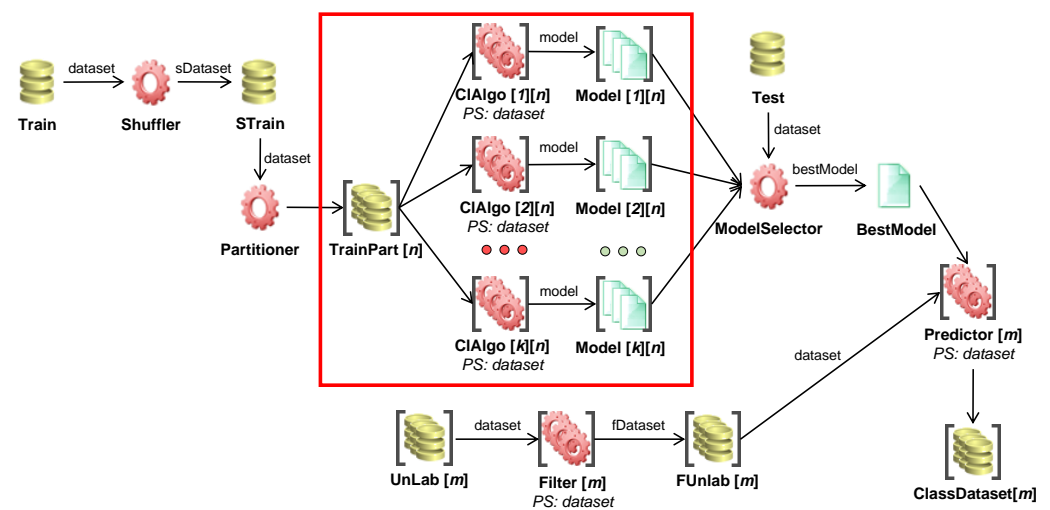 dataset
sDataset
Train
Shuffler
STrain
dataset
Partitioner
TrainPart [n]
model
ClAlgo [1][n]
PS: dataset
Model [1][n]
model
ClAlgo [2][n]
PS: dataset
Model [2][n]
model
ClAlgo [k][n]
PS: dataset
Model [k][n]
Test
dataset
bestModel
ModelSelector
BestModel
Predictor [m]
PS: dataset
dataset
dataset
fDataset
UnLab [m]
Filter [m]
PS: dataset
FUnlab [m]
ClassDataset[m]